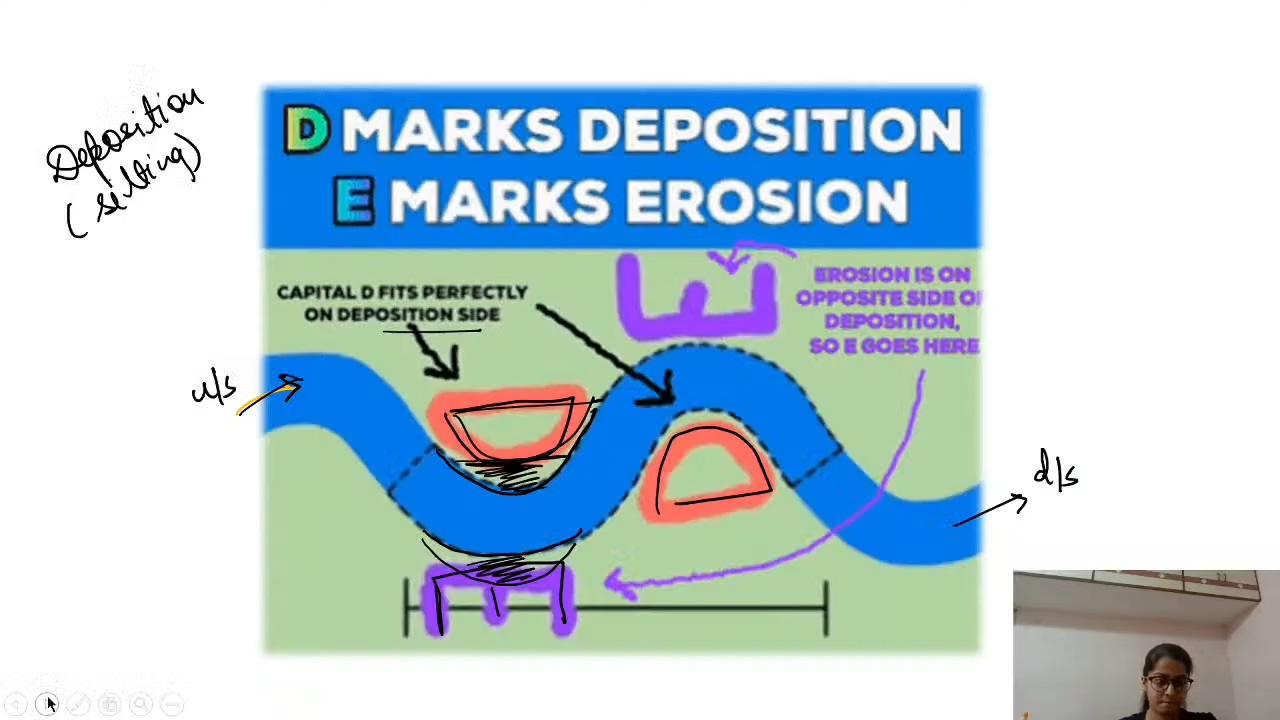 Deposition
(silting)
D MARKS DEPOSITION
E MARKS EROSION
CAPITAL D FITS PERFECTLY
ON DEPOSITION SIDE
E
EROSION IS ON
OPPOSITE SIDE OF
DEPOSITION,
SO E GOES HERE
u/s
D
D
d/s
E